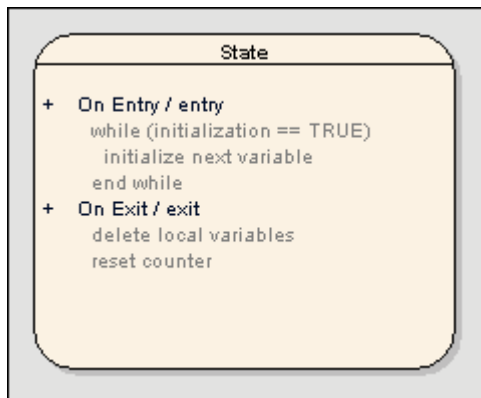 State
+ On Entry / entry
while (initialization == TRUE)
initialize next variable
end while
+ On Exit / exit
delete local variables
reset counter